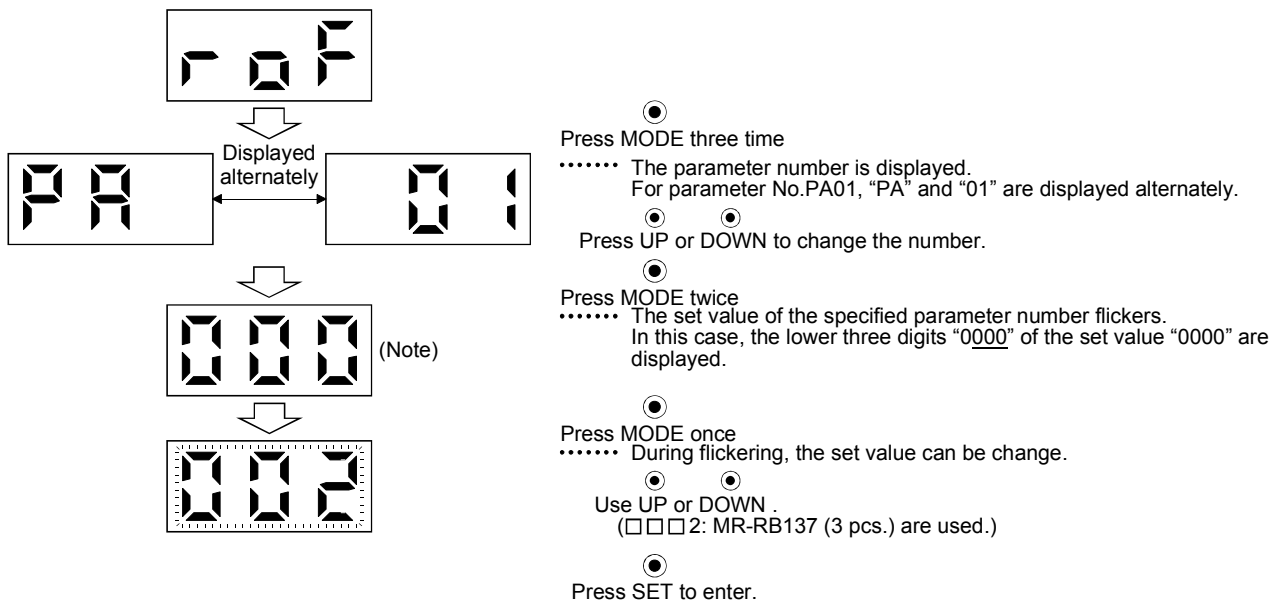 roF
Press MODE three time
Displayed
alternately
PA
01
....... The parameter number is displayed.
For parameter No.PA01, “PA” and “01” are displayed alternately.
Press UP or DOWN to change the number.
Press MODE twice
000
(Note)
....... The set value of the specified parameter number flickers.
In this case, the lower three digits “0000” of the set value “0000” are
displayed.
Press MODE once
002
....... During flickering, the set value can be change.
Use UP or DOWN .
(□□□2: MR-RB137 (3 pcs.) are used.)
Press SET to enter.